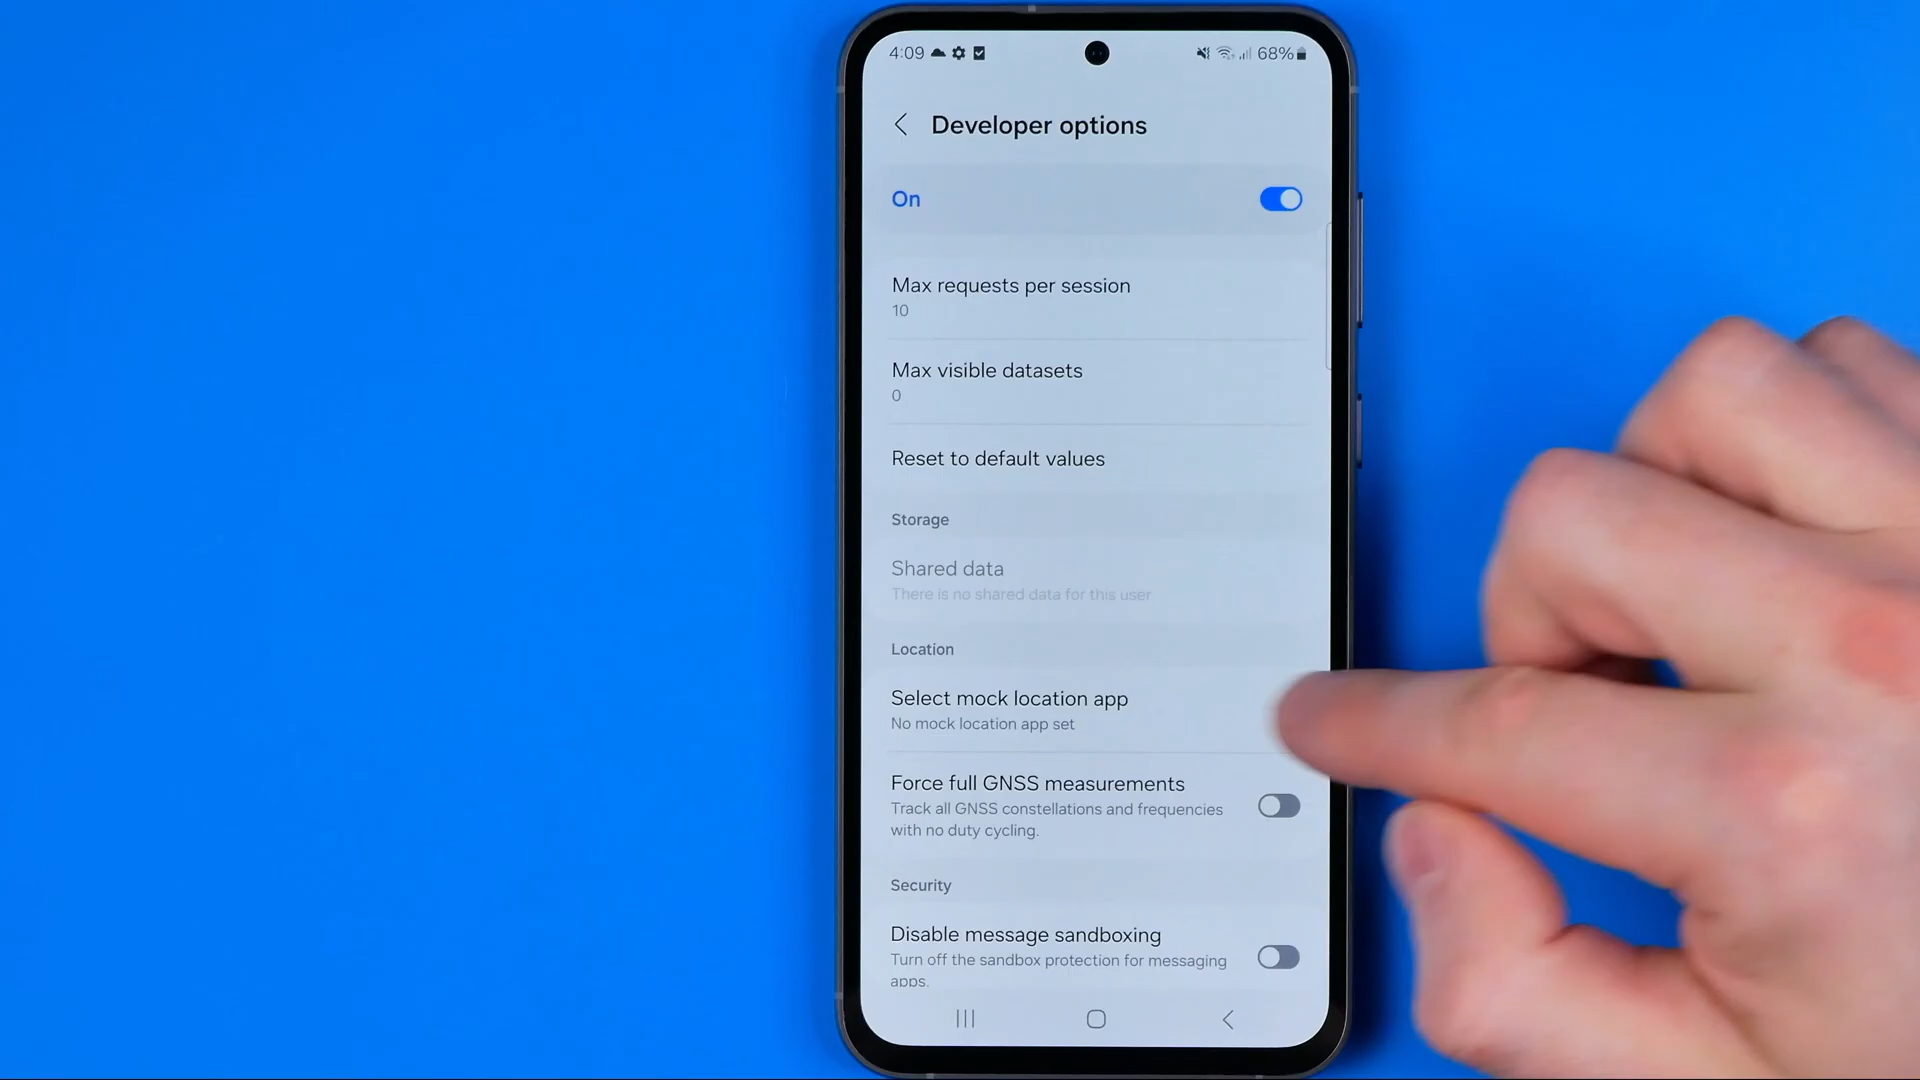 4:09
68%
Developer options
On
Max requests per session
10
Max visible datasets
0
Reset to default values
Storage
Shared data
There is no shared data for this user
Location
Select mock location app
No mock location app set
Force full GNSS measurements
Track all GNSS constellations and frequencies
with no duty cycling.
Security
Disable message sandboxing
Turn off the sandbox protection for messaging
apps.